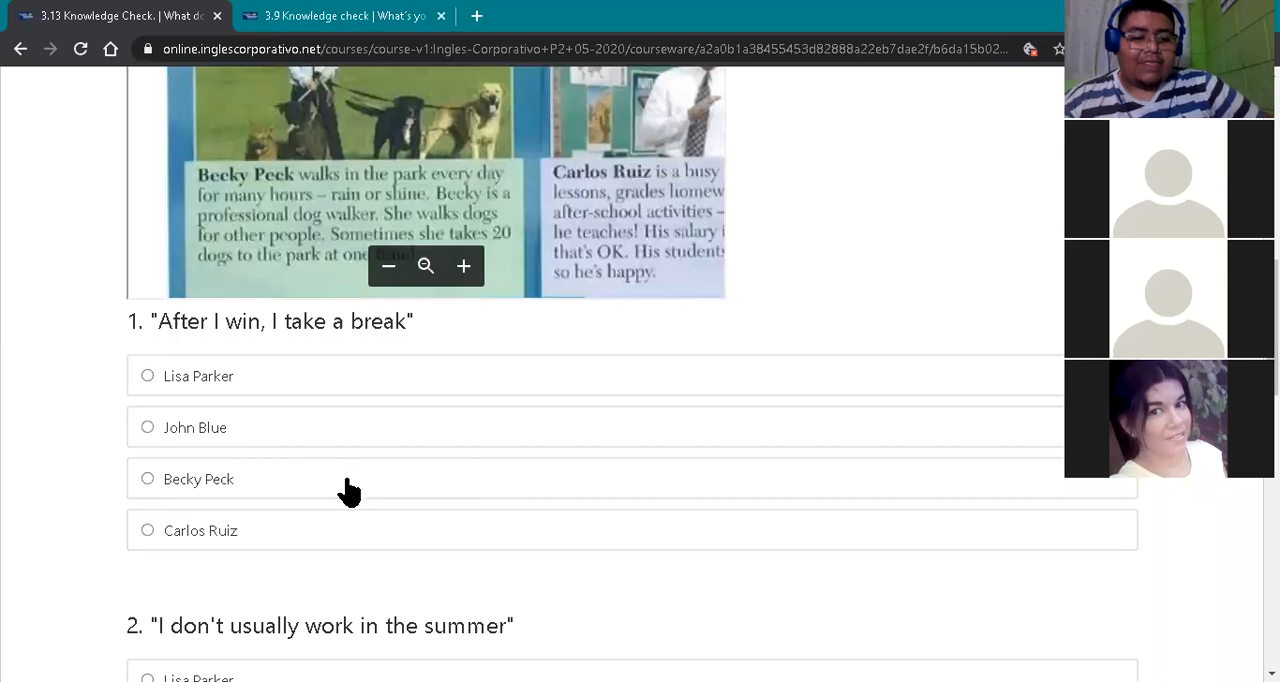 3.13 Knowledge Check. | What do
3.9 Knowledge check | What's yo
online.inglescorporativo.net/courses/course-v1:Ingles-Corporativo+P2+05-2020/courseware/a2a0b1a38455453d82888a22eb7dae2f/b6da15b02...
Becky Peck walks in the park every day
for many hours – rain or shine. Becky is a
professional dog walker. She walks dogs
for other people. Sometimes she takes 20
dogs to the park at one
Carlos Ruiz is a busy
lessons, grades homew
after-school activities –
he teaches! His salary i
that's OK. His students
so he's happy.
1. "After I win, I take a break"
Lisa Parker
John Blue
Becky Peck
Carlos Ruiz
2. "I don't usually work in the summer"
Lisa Parker